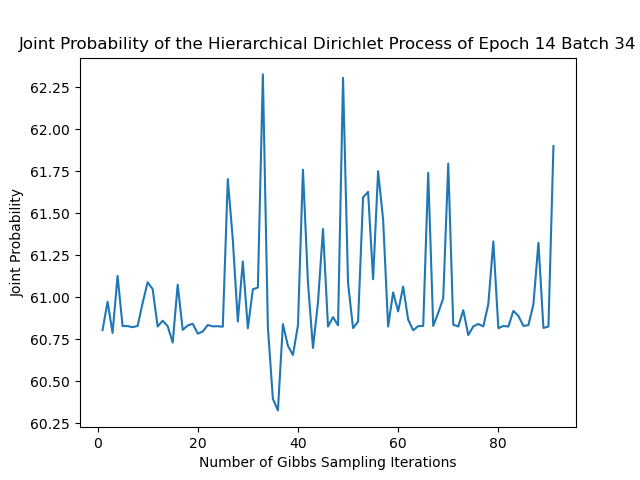 Joint Probability of the Hierarchical Dirichlet Process of Epoch 14 Batch 34
Joint Probability
62.25
62.00
61.75
61.50
61.25
61.00
60.75
60.50
60.25
0 20 40 60 80
Number of Gibbs Sampling Iterations